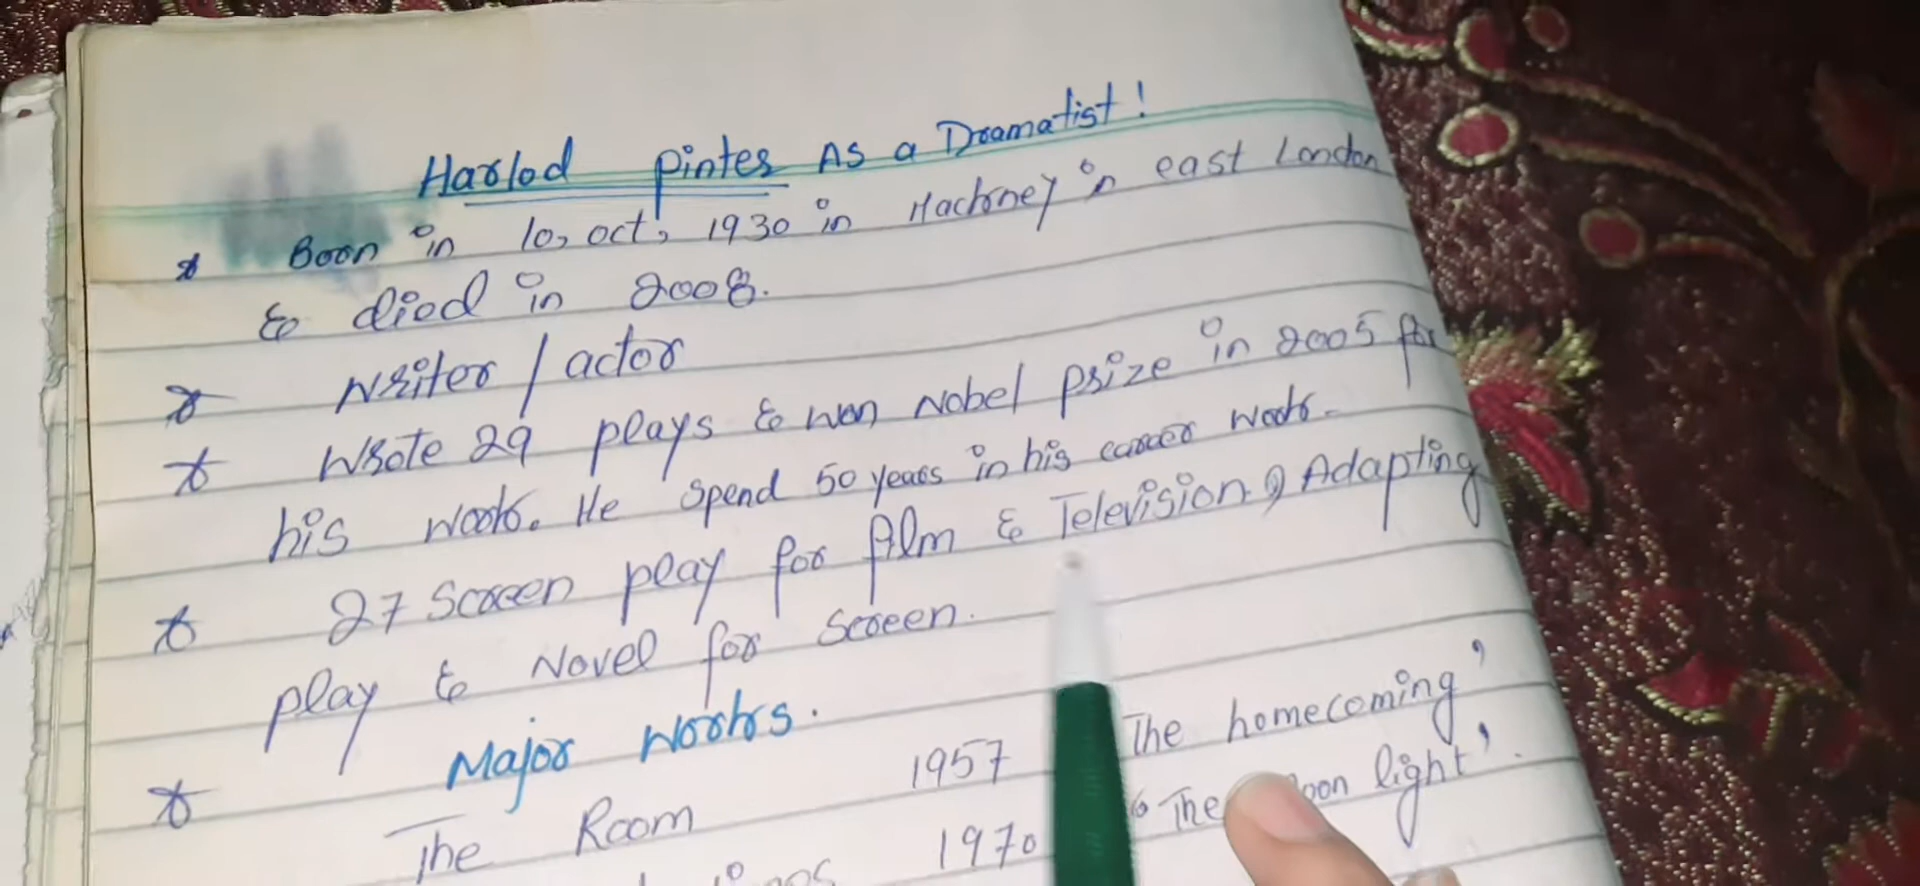 Harlod Pintes As a Dramatist!
* Boon in 10, oct, 1930 in Hackney in east London
& died in 2008.
* Writer / actor
* Wrote 29 plays & won Nobel prize in 2005 for
his work. He spend 50 years in his career work.
* 27 Screen play for film & Television, Adapting
play & Novel for Screen.
* Major Works.
The Room 1957 The homecoming'
1970 'The light'.